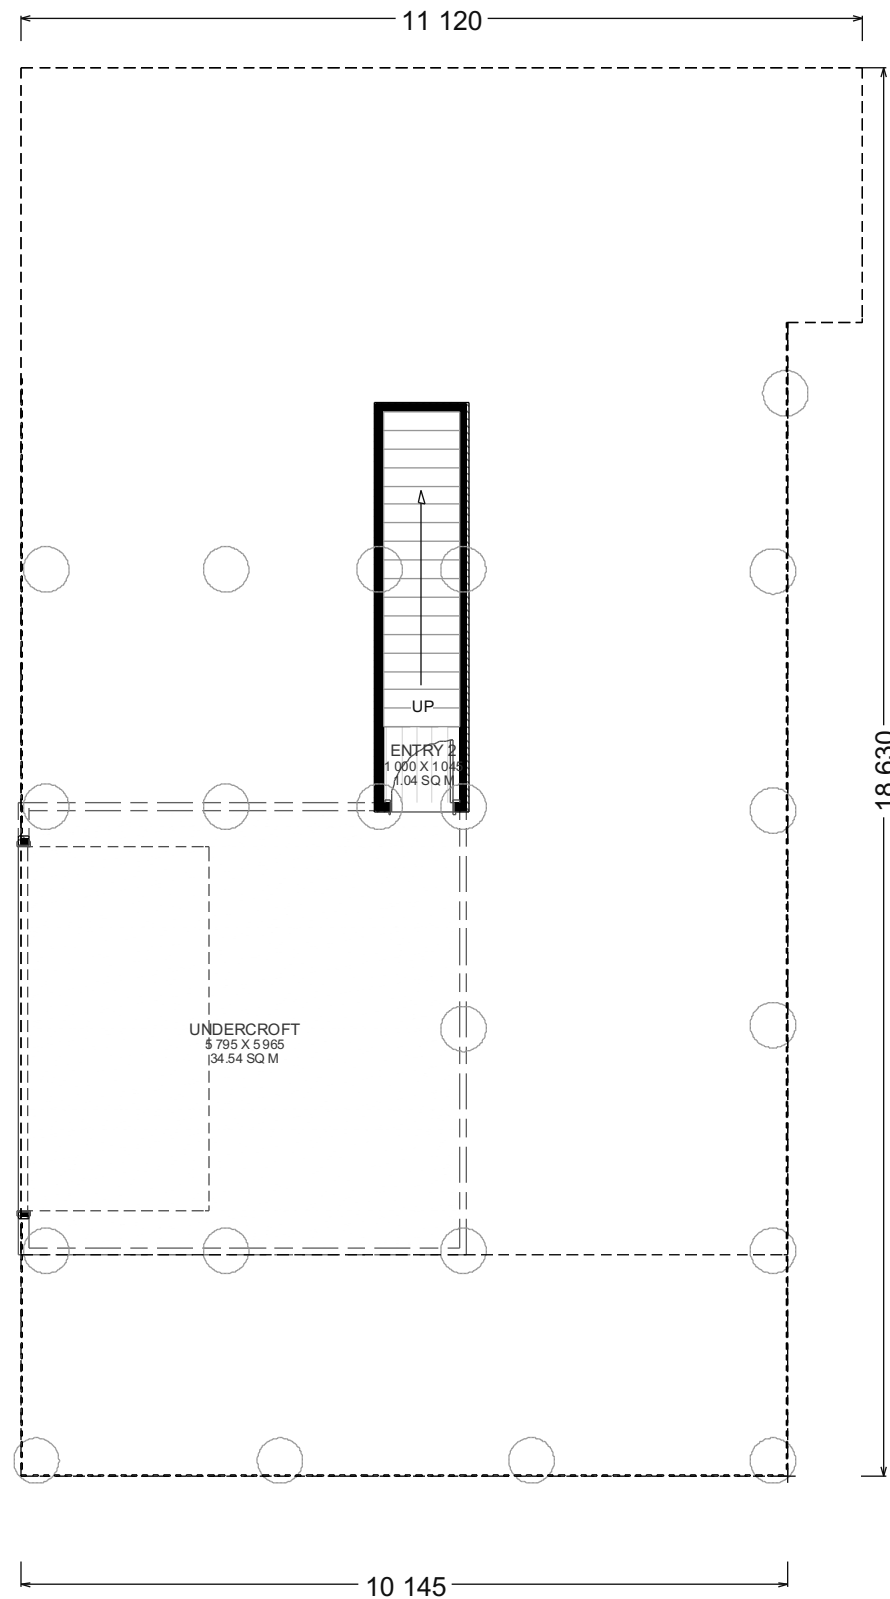 11 120
18 630
UP
ENTRY 2
1 000 X 1 045
1.04 SQ M
UNDERCROFT
5 795 X 5 965
34.54 SQ M
10 145